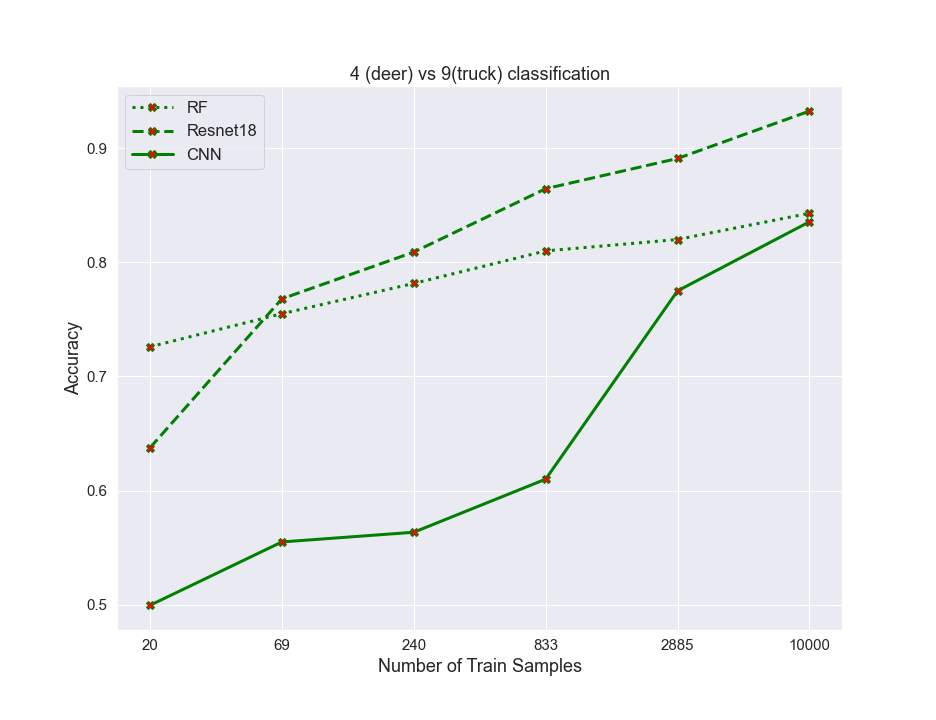 4 (deer) vs 9(truck) classification
RF
Resnet18
CNN
0.9
0.8
0.7
0.6
0.5
Accuracy
20 69 240 833 2885 10000
Number of Train Samples